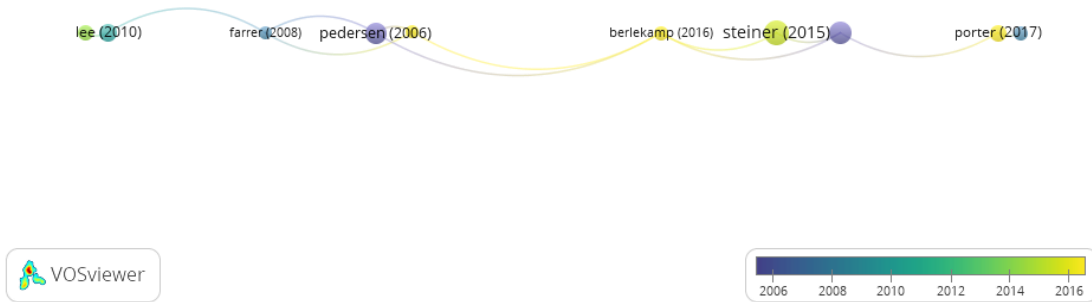 lee (2010)
farrer (2008)
pedersen (2006)
berlekamp (2016)
steiner (2015)
porter (2017)
VOSviewer
2006 2008 2010 2012 2014 2016